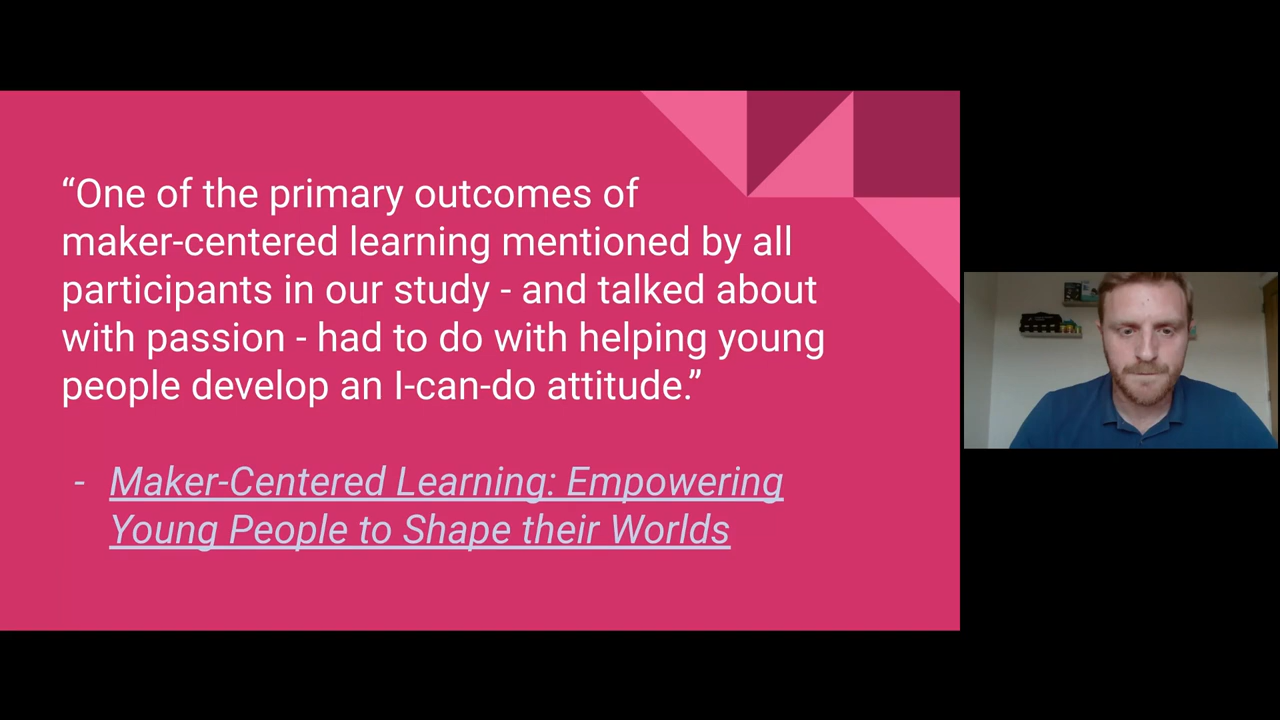 “One of the primary outcomes of
maker-centered learning mentioned by all
participants in our study - and talked about
with passion - had to do with helping young
people develop an I-can-do attitude.”
- Maker-Centered Learning: Empowering
Young People to Shape their Worlds